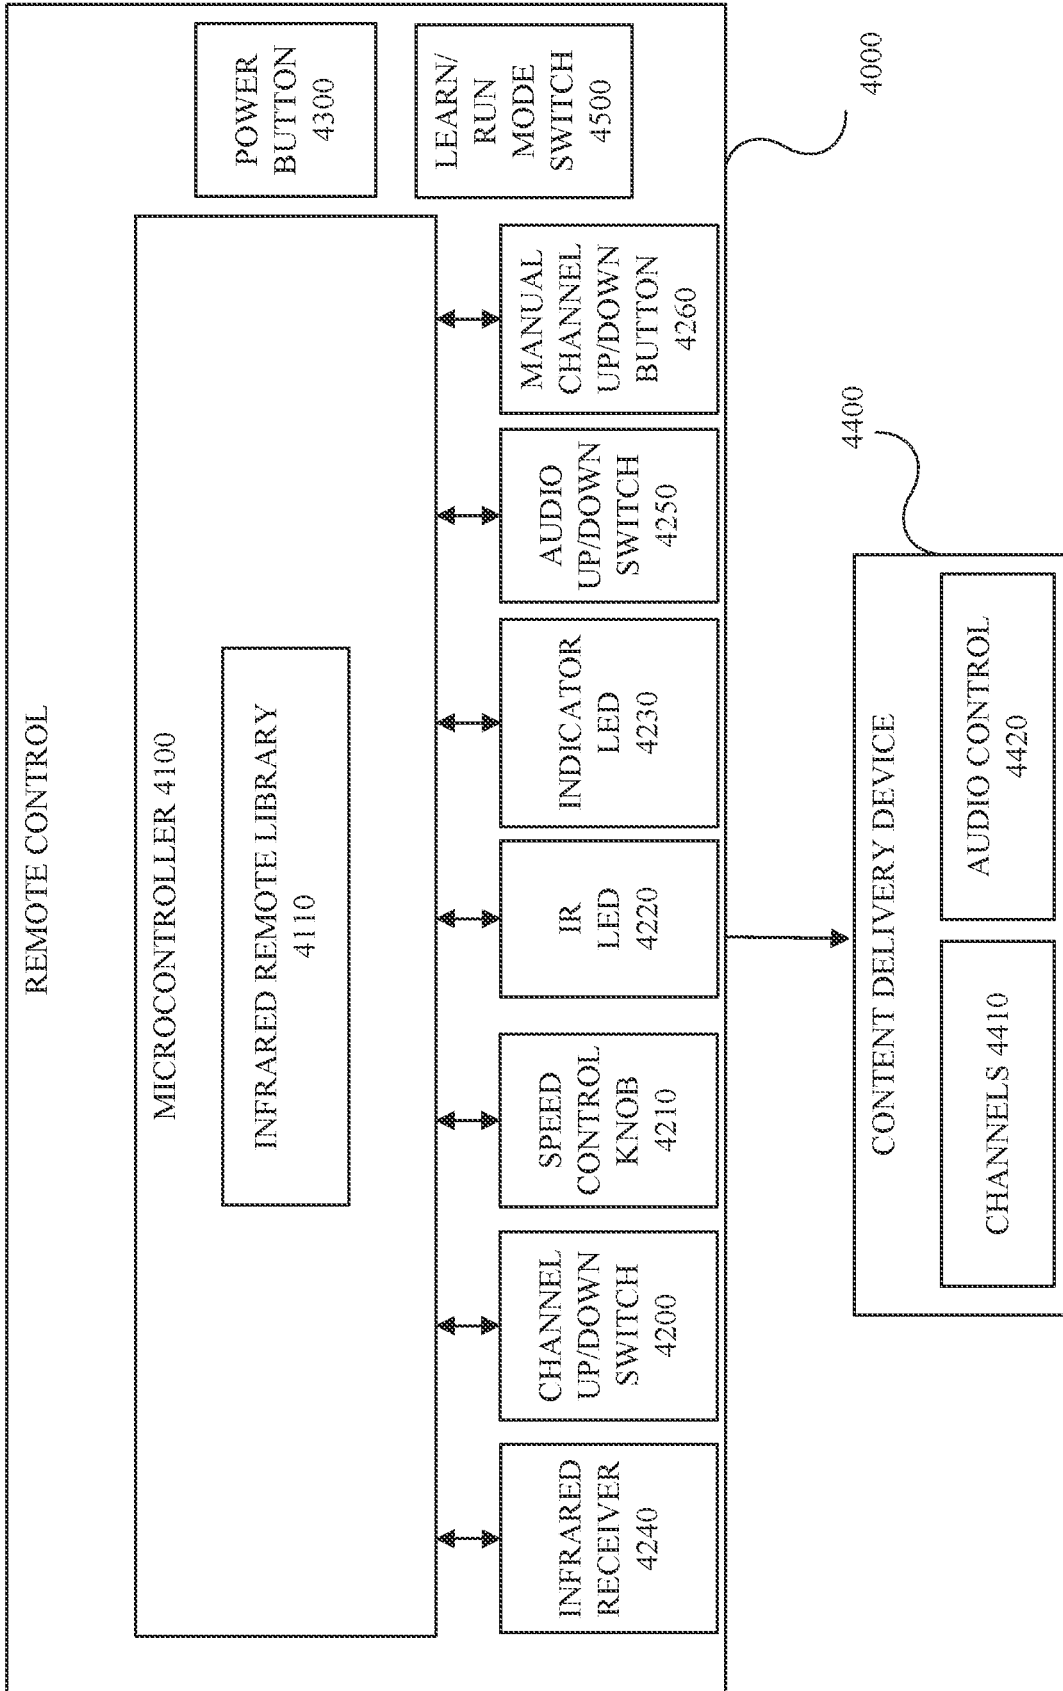 REMOTE CONTROL
MICROCONTROLLER 4100
INFRARED REMOTE LIBRARY
4110
POWER
BUTTON
4300
LEARN/
RUN
MODE
SWITCH
4500
INFRARED
RECEIVER
4240
CHANNEL
UP/DOWN
SWITCH
4200
SPEED
CONTROL
KNOB
4210
IR
LED
4220
INDICATOR
LED
4230
AUDIO
UP/DOWN
SWITCH
4250
MANUAL
CHANNEL
UP/DOWN
BUTTON
4260
4000
4400
CONTENT DELIVERY DEVICE
CHANNELS 4410
AUDIO CONTROL
4420